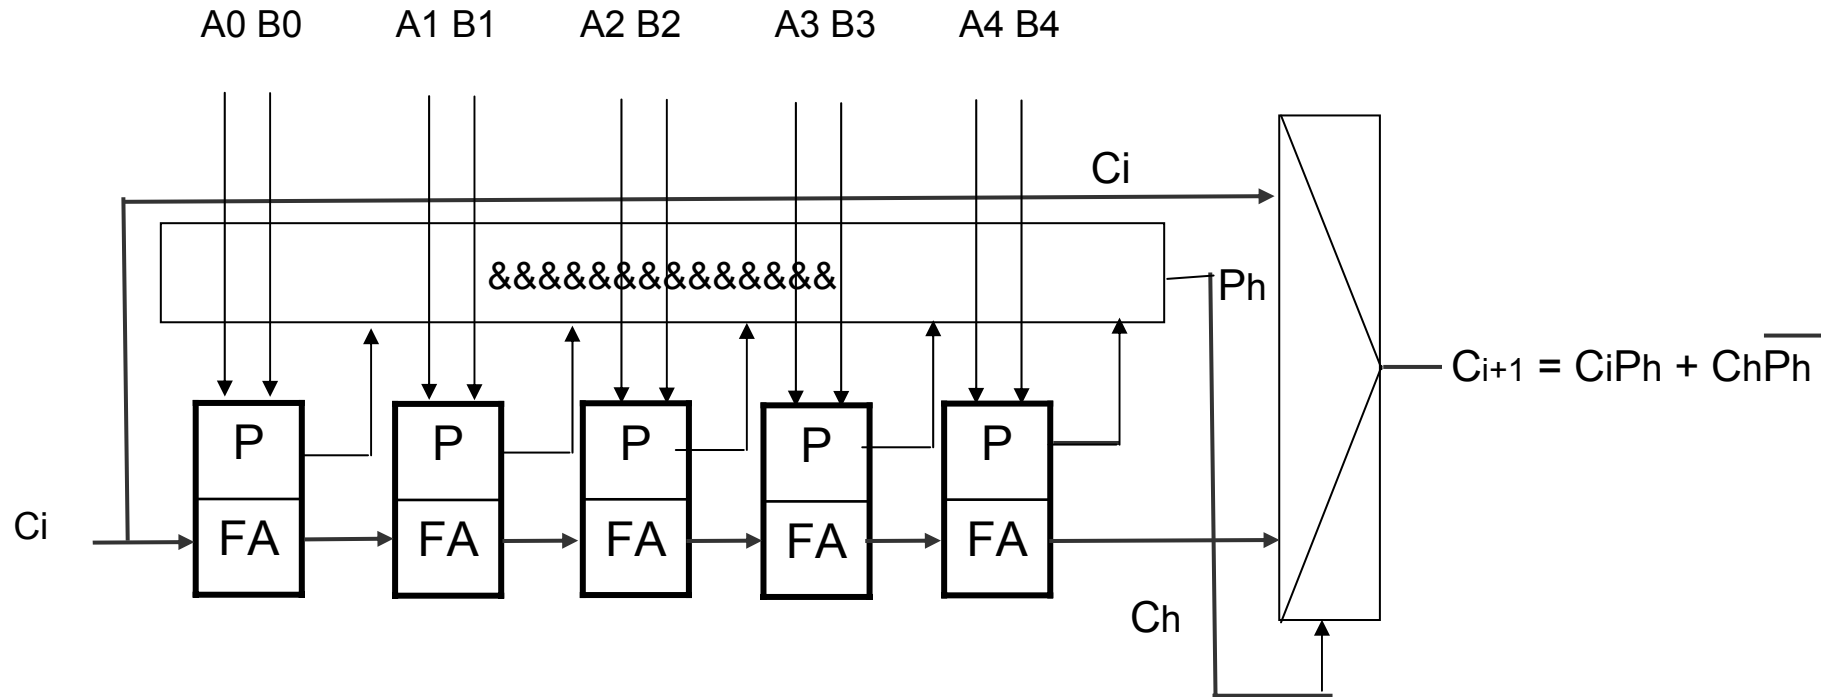 A0 B0 A1 B1 A2 B2 A3 B3 A4 B4
Ci
&&&&&&&&&&&&&&
Ph
Ci+1 = CiPh + ChP̅h̅
P P P P P
Ci FA FA FA FA FA
Ch